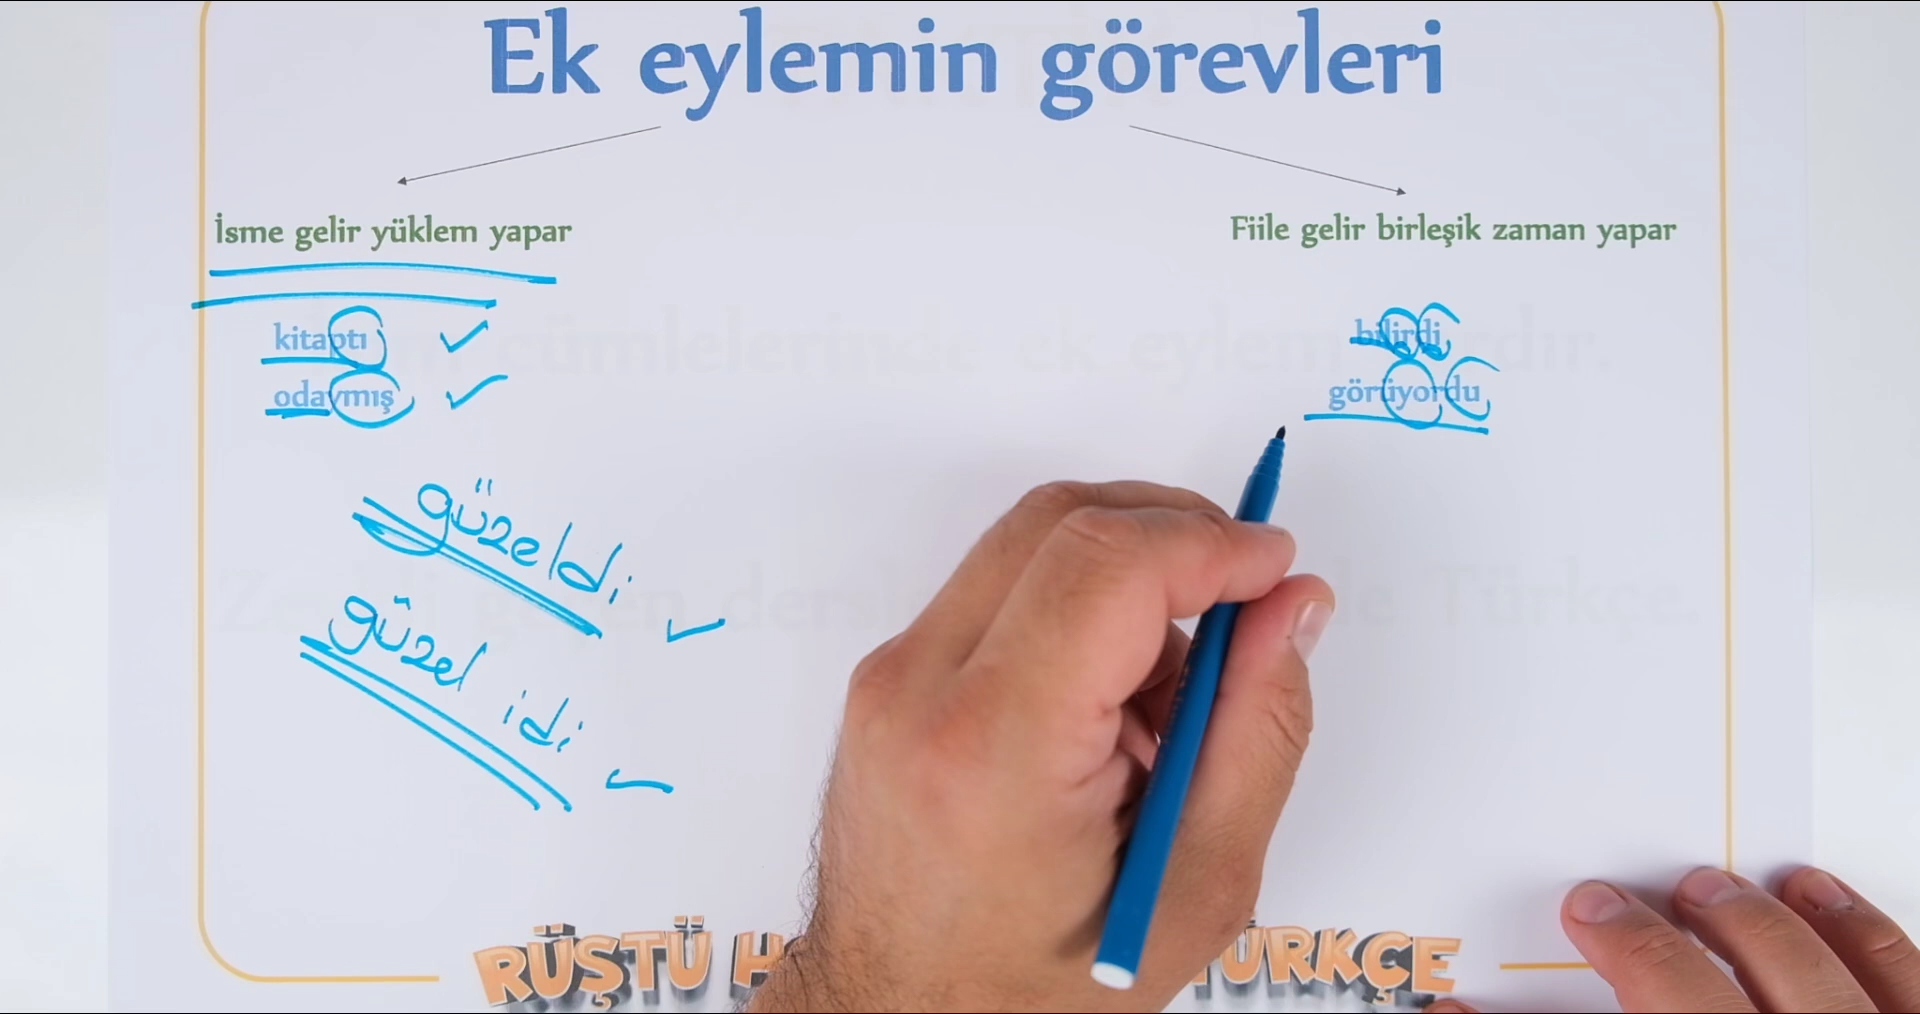 Ek eylemin görevleri
İsme gelir yüklem yapar
kitaptı
odaymış
güzeldi
güzel idi
Fiile gelir birleşik zaman yapar
bilirdi
görüyordu
RÜŞTÜ